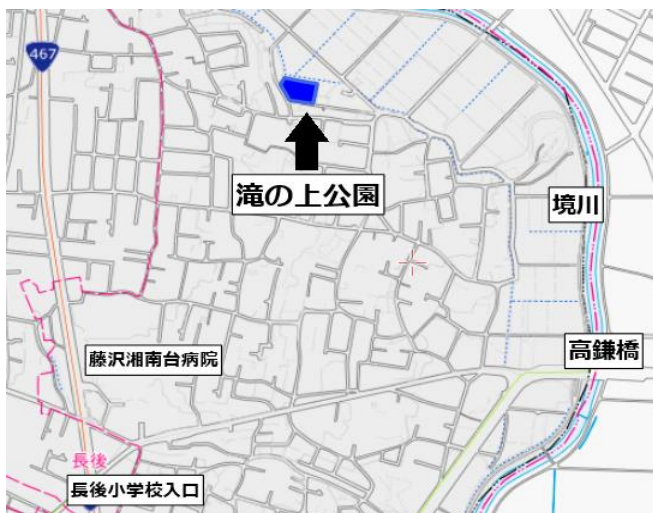 467
滝の上公園
境川
高鎌橋
藤沢湘南台病院
長後
長後小学校入口